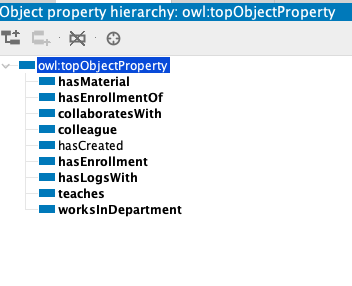 Object property hierarchy: owl:topObjectProperty
owl:topObjectProperty
hasMaterial
hasEnrollmentOf
collaboratesWith
colleague
hasCreated
hasEnrollment
hasLogsWith
teaches
worksInDepartment